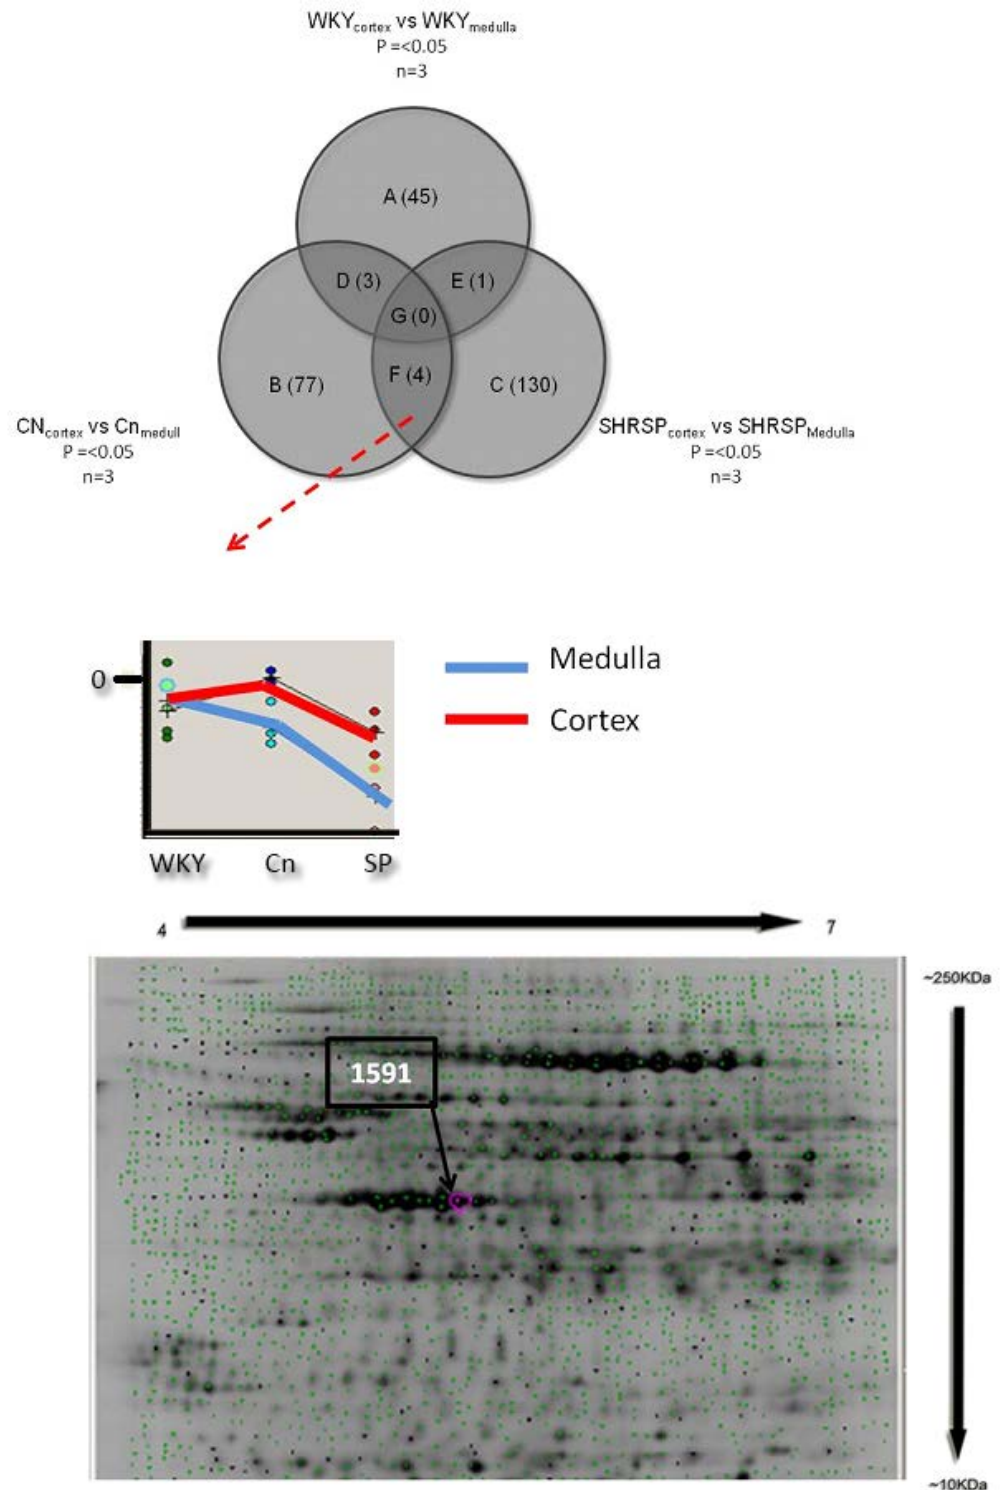 WKYcortex vs WKYmedulla
P =<0.05
n=3
A (45)
D (3)
E (1)
G (0)
F (4)
B (77)
C (130)
CNcortex vs Cnmedull
P =<0.05
n=3
SHRSPcortex vs SHRSPMedulla
P =<0.05
n=3
0
Medulla
Cortex
WKY Cn SP
4 7
~250KDa
1591
~10KDa